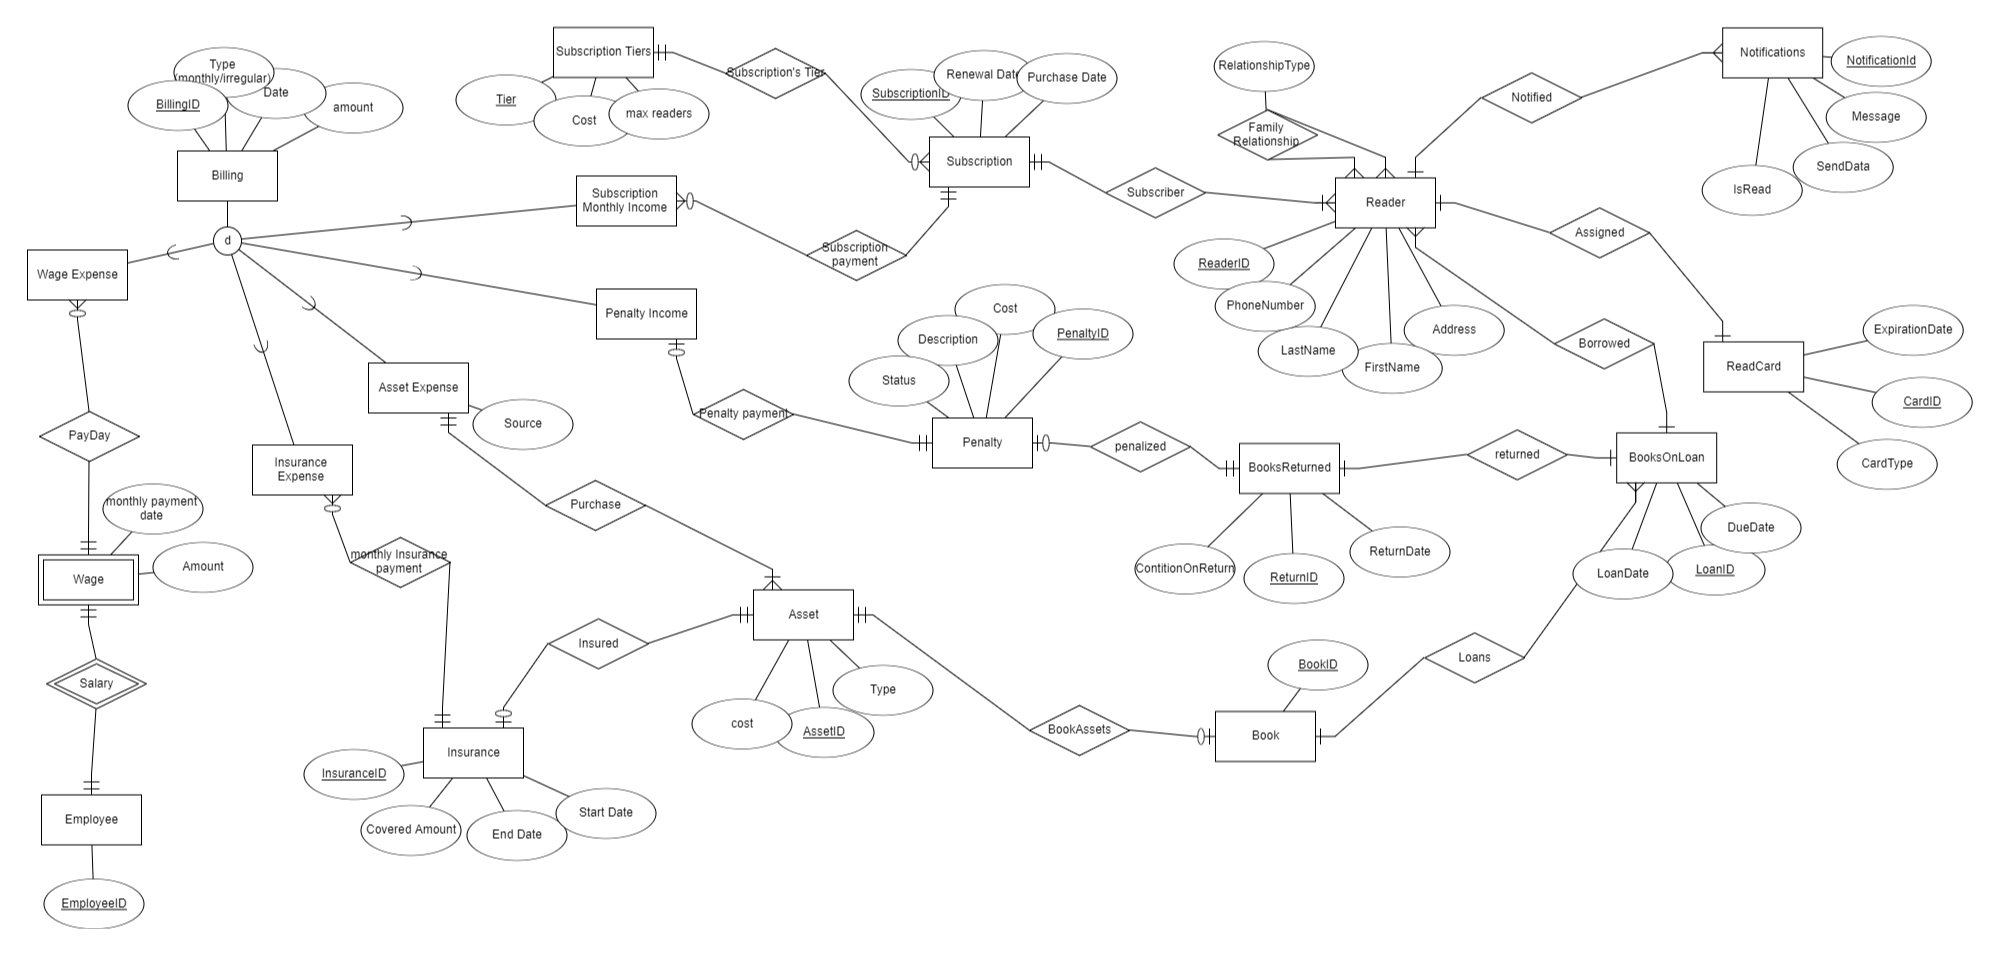 Subscription Tiers
Tier
Cost
max readers
Subscription's Tier
SubscriptionID
Renewal Date
Purchase Date
Subscription
RelationshipType
Family
Relationship
Notified
Notifications
NotificationId
Message
SendData
IsRead
Type
(monthly/irregular)
BillingID
Date
amount
Billing
d
Subscription
Monthly Income
Subscription
payment
Subscriber
Reader
Assigned
ReaderID
PhoneNumber
LastName
FirstName
Address
Borrowed
ReadCard
ExpirationDate
CardID
CardType
Wage Expense
Penalty Income
Cost
Description
PenaltyID
Status
Asset Expense
Source
Penalty payment
Penalty
penalized
BooksReturned
returned
BooksOnLoan
PayDay
Insurance
Expense
monthly payment
date
Purchase
ContitionOnReturn
ReturnID
ReturnDate
DueDate
LoanDate
LoanID
monthly Insurance
payment
Wage
Amount
Asset
Insured
cost
AssetID
Type
Loans
BookID
BookAssets
Book
Salary
Insurance
InsuranceID
Covered Amount
End Date
Start Date
Employee
EmployeeID